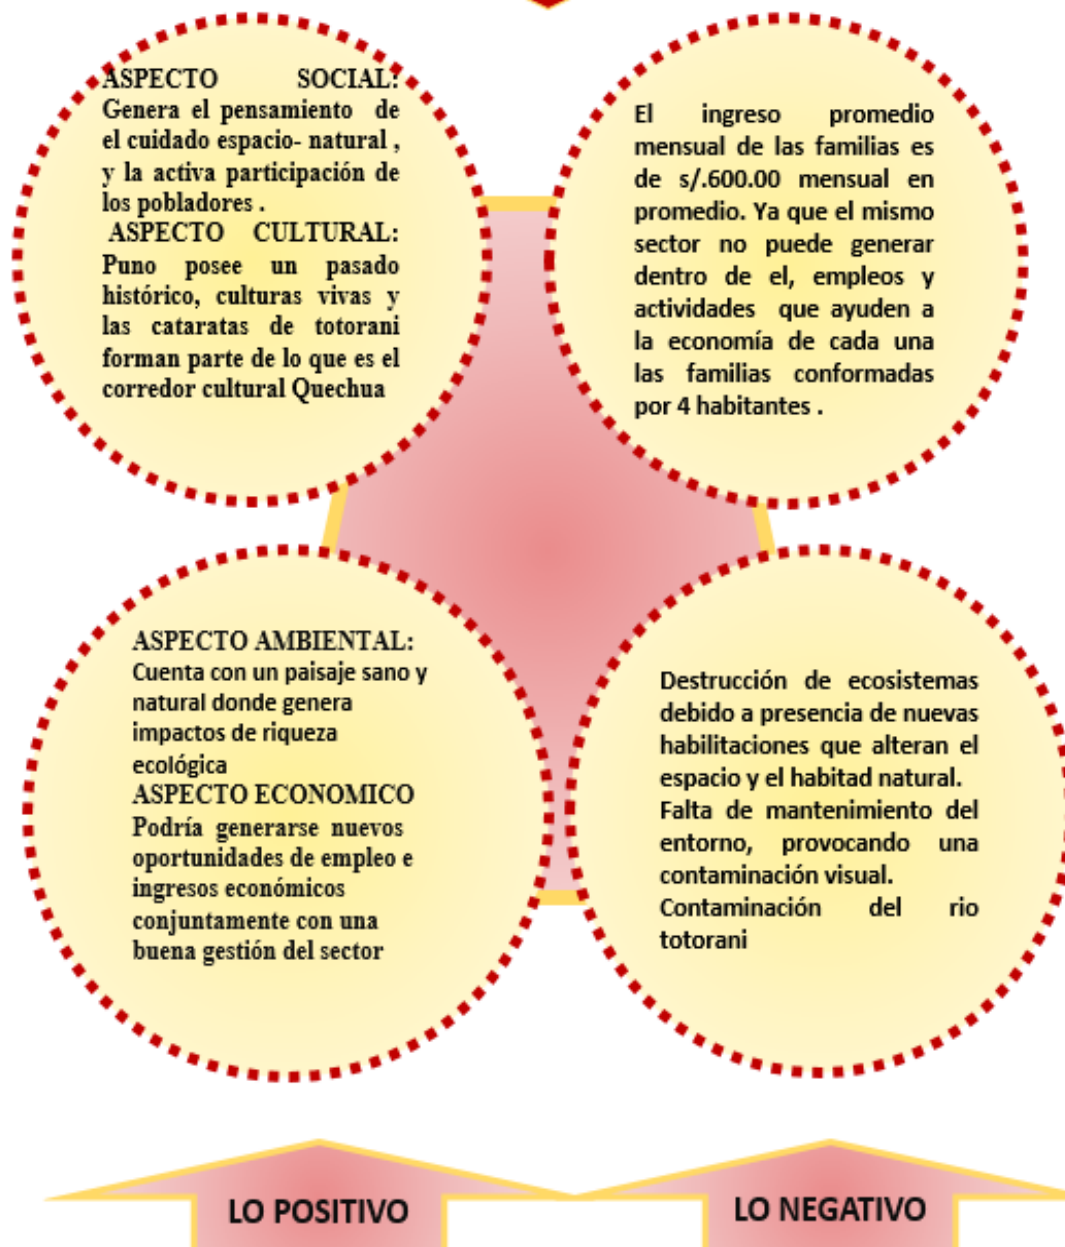 ASPECTO SOCIAL:
Genera el pensamiento de
el cuidado espacio- natural ,
y la activa participación de
los pobladores .
ASPECTO CULTURAL:
Puno posee un pasado
histórico, culturas vivas y
las cataratas de totorani
forman parte de lo que es el
corredor cultural Quechua
El ingreso promedio
mensual de las familias es
de s/.600.00 mensual en
promedio. Ya que el mismo
sector no puede generar
dentro de el, empleos y
actividades que ayuden a
la economía de cada una
las familias conformadas
por 4 habitantes .
ASPECTO AMBIENTAL:
Cuenta con un paisaje sano y
natural donde genera
impactos de riqueza
ecológica
ASPECTO ECONOMICO
Podría generarse nuevos
oportunidades de empleo e
ingresos económicos
conjuntamente con una
buena gestión del sector
Destrucción de ecosistemas
debido a presencia de nuevas
habilitaciones que alteran el
espacio y el habitad natural.
Falta de mantenimiento del
entorno, provocando una
contaminación visual.
Contaminación del rio
totorani
LO POSITIVO
LO NEGATIVO